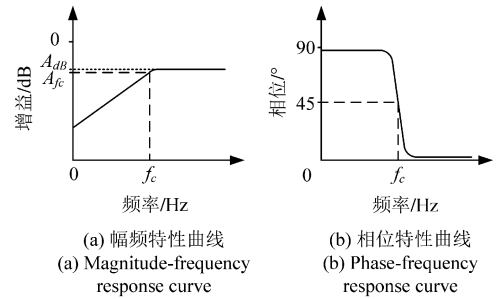 0
A_dB
A_fc
增益/dB
0
f_c
频率/Hz
(a) 幅频特性曲线
(a) Magnitude-frequency
response curve
90
45
相位/°
0
f_c
频率/Hz
(b) 相位特性曲线
(b) Phase-frequency
response curve